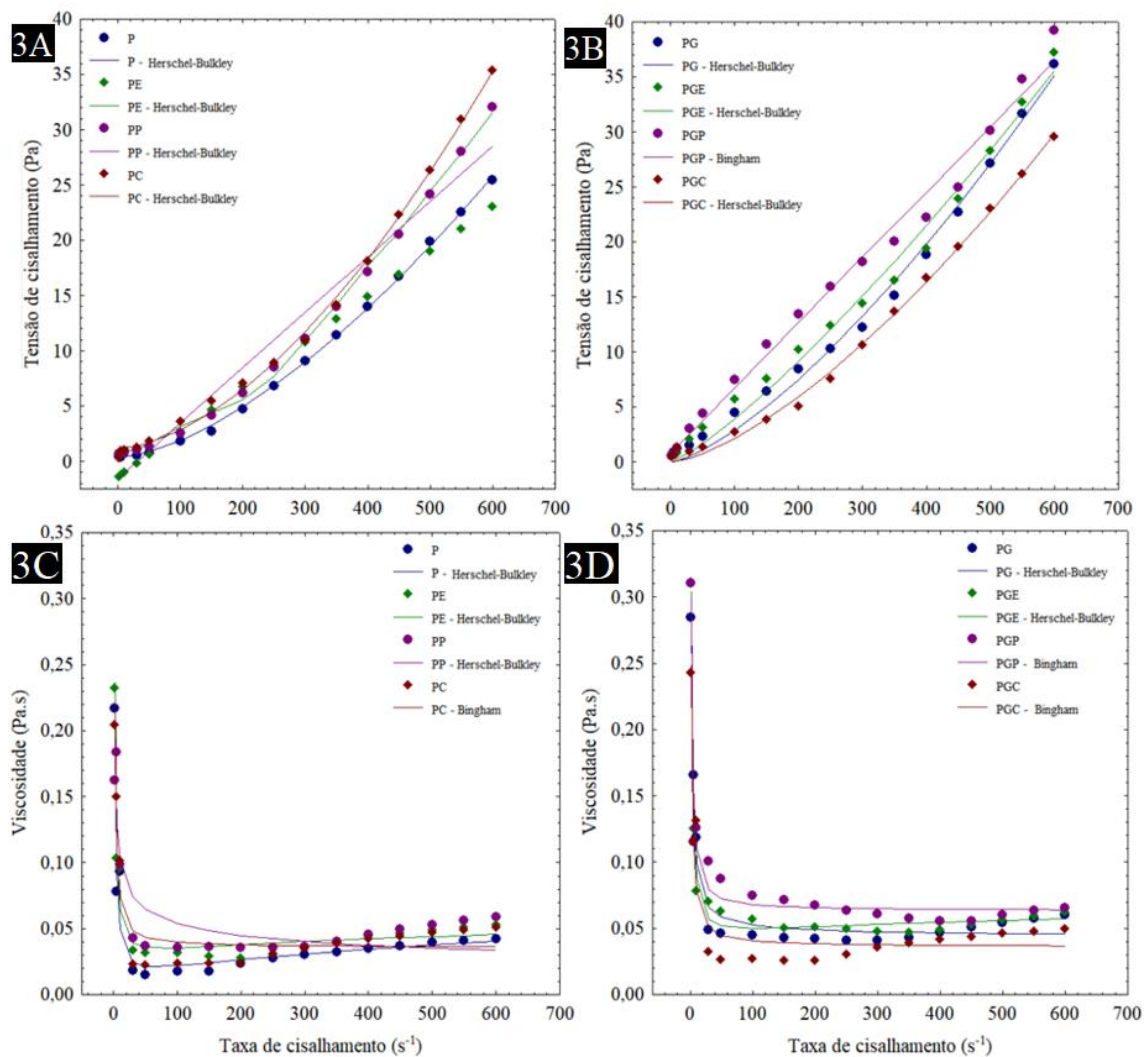 3A
P
P - Herschel-Bulkley
PE
PE - Herschel-Bulkley
PP
PP - Herschel-Bulkley
PC
PC - Herschel-Bulkley
Tensão de cisalhamento (Pa)
40
35
30
25
20
15
10
5
0
0 100 200 300 400 500 600 700
3B
PG
PG - Herschel-Bulkley
PGE
PGE - Herschel-Bulkley
PGP
PGP - Bingham
PGC
PGC - Herschel-Bulkley
Tensão de cisalhamento (Pa)
40
35
30
25
20
15
10
5
0
0 100 200 300 400 500 600 700
3C
P
P - Herschel-Bulkley
PE
PE - Herschel-Bulkley
PP
PP - Herschel-Bulkley
PC
PC - Bingham
Viscosidade (Pa.s)
0,35
0,30
0,25
0,20
0,15
0,10
0,05
0,00
0 100 200 300 400 500 600 700
Taxa de cisalhamento (s⁻¹)
3D
PG
PG - Herschel-Bulkley
PGE
PGE - Herschel-Bulkley
PGP
PGP - Bingham
PGC
PGC - Bingham
Viscosidade (Pa.s)
0,35
0,30
0,25
0,20
0,15
0,10
0,05
0,00
0 100 200 300 400 500 600 700
Taxa de cisalhamento (s⁻¹)